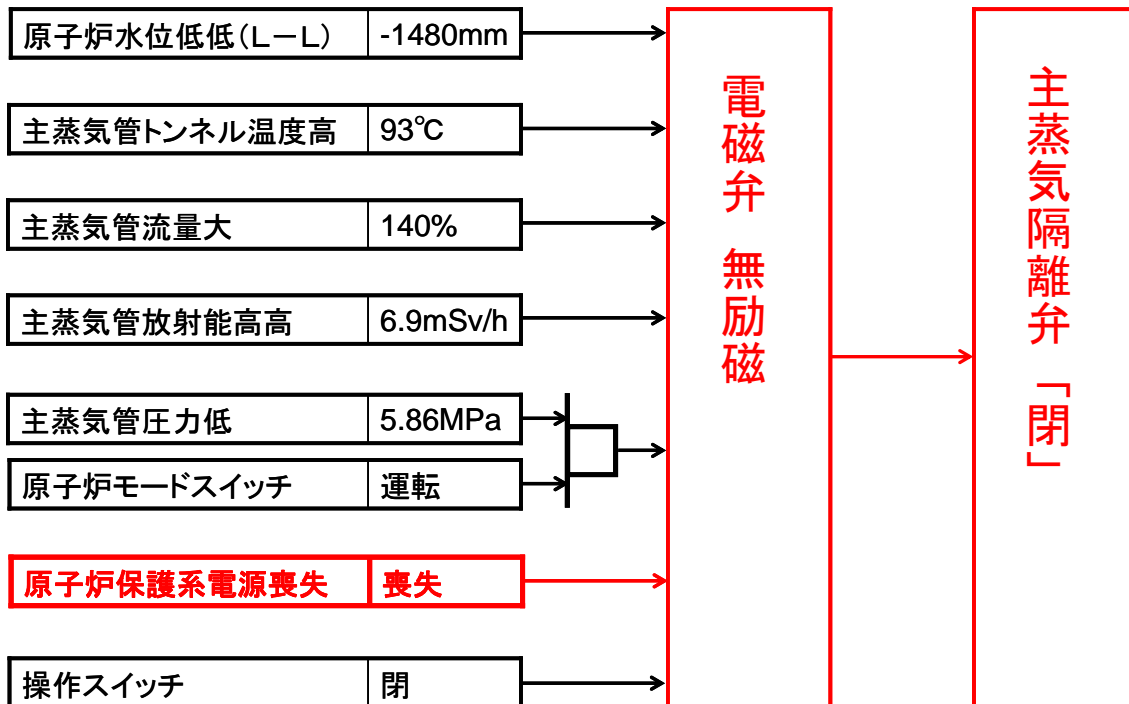 原子炉水位低低(L-L) -1480mm
主蒸気管トンネル温度高 93℃
主蒸気管流量大 140%
主蒸気管放射能高高 6.9mSv/h
主蒸気管圧力低 5.86MPa
原子炉モードスイッチ 運転
原子炉保護系電源喪失 喪失
操作スイッチ 閉
電磁弁 無励磁
主蒸気隔離弁「閉」